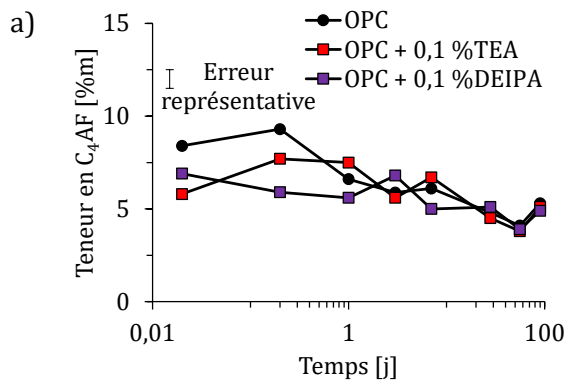 a)
Teneur en C₄AF [%m]
15
10
5
0
OPC
OPC + 0,1 %TEA
OPC + 0,1 %DEIPA
Erreur
représentative
0,01
1
100
Temps [j]